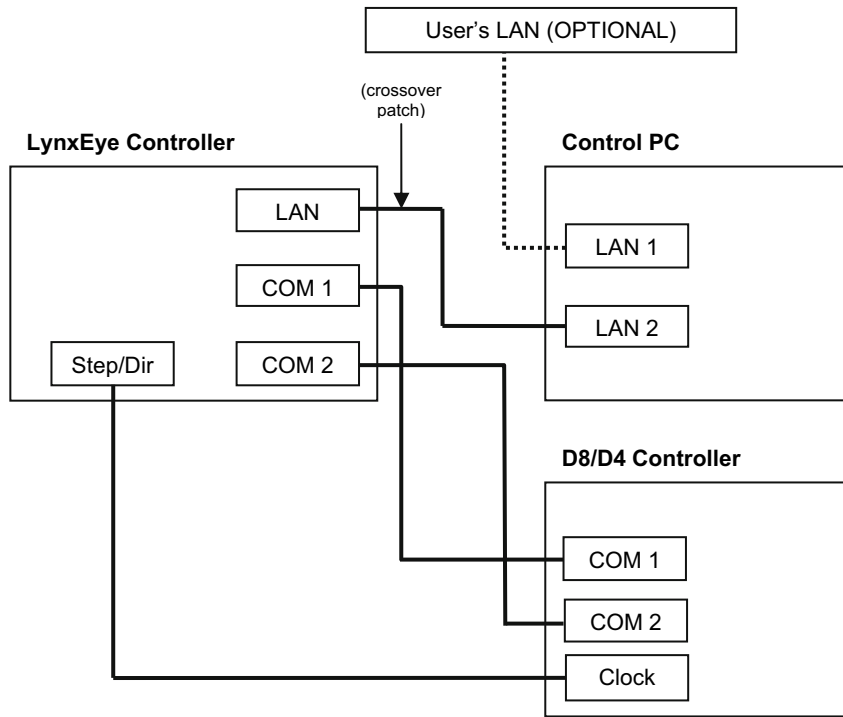 User's LAN (OPTIONAL)
(crossover
patch)
LynxEye Controller
Control PC
LAN
LAN 1
COM 1
LAN 2
Step/Dir
COM 2
D8/D4 Controller
COM 1
COM 2
Clock